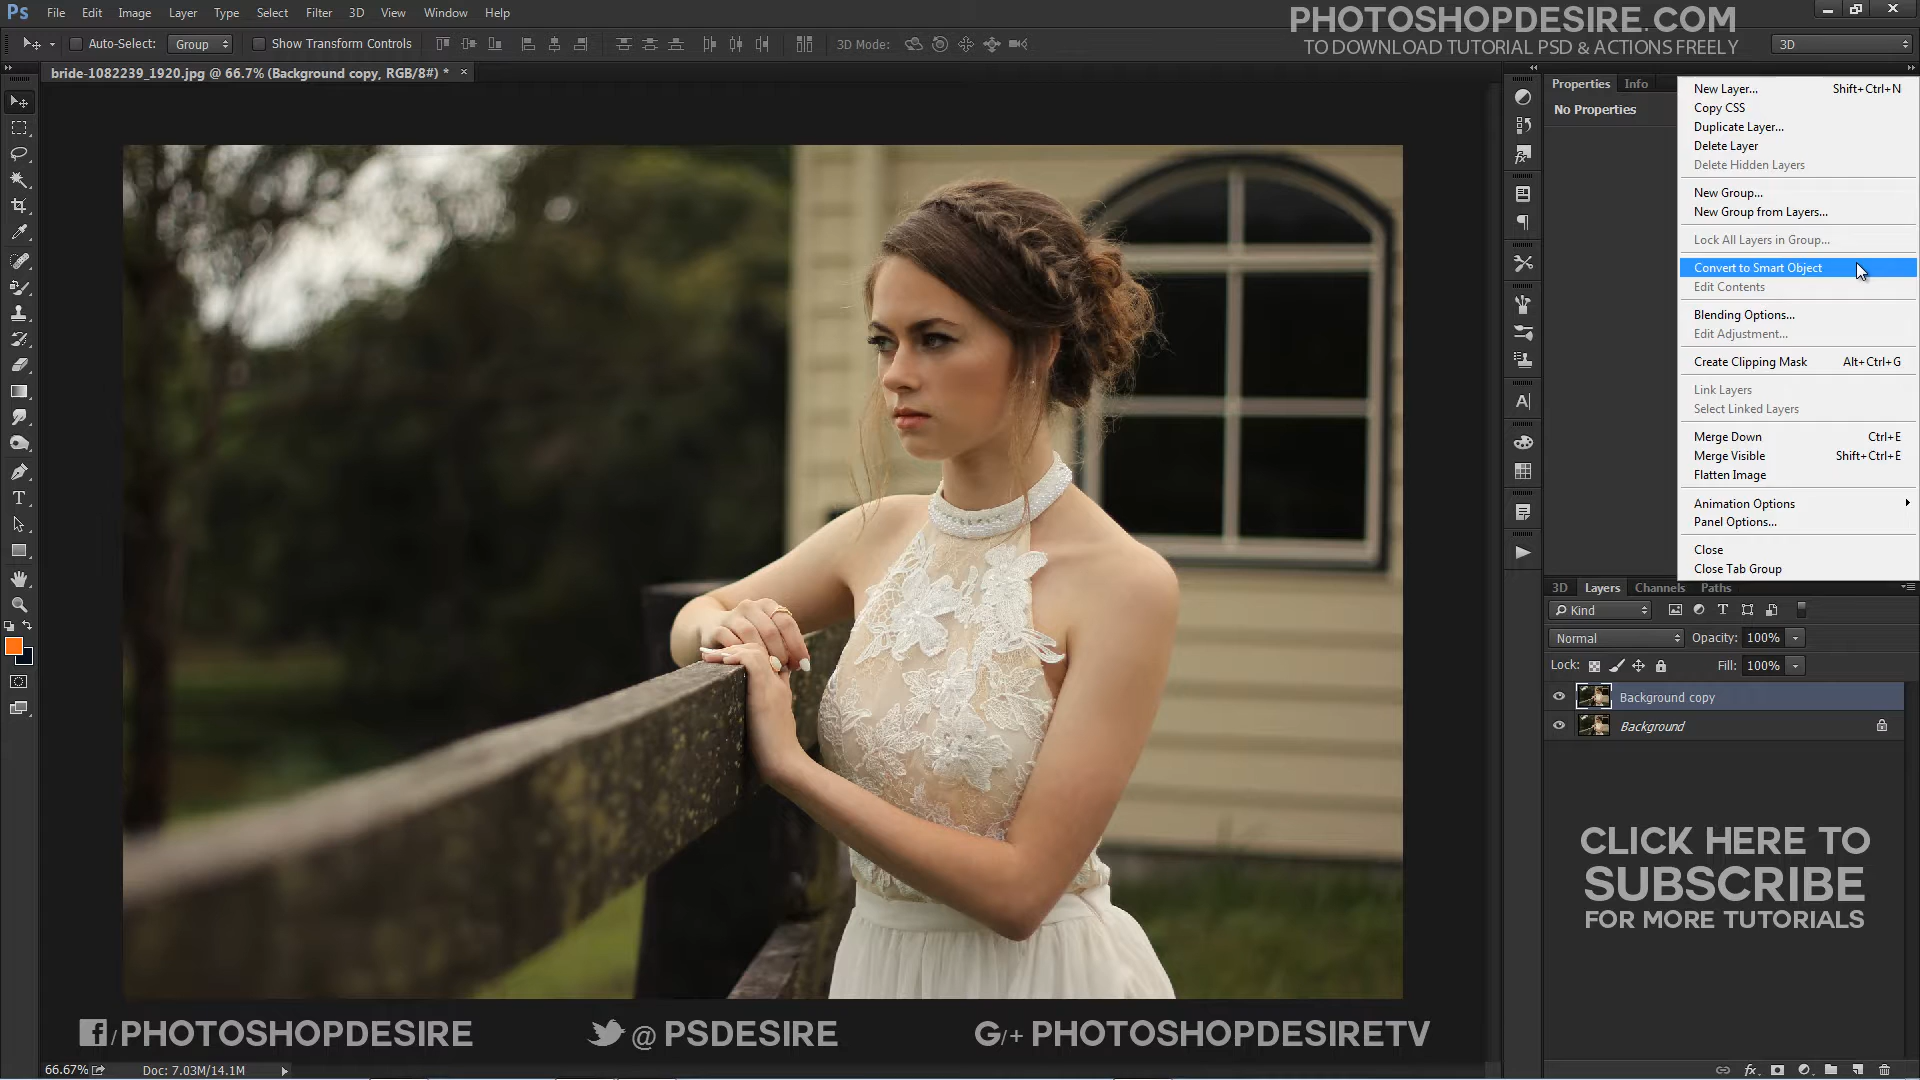 Ps File Edit Image Layer Type Select Filter 3D View Window Help
PHOTOSHOPDESIRE.COM
TO DOWNLOAD TUTORIAL PSD & ACTIONS FREELY
Auto-Select: Group Show Transform Controls 3D Mode: 3D
bride-1082239_1920.jpg @ 66.7% (Background copy, RGB/8#) * ×
Properties Info
No Properties
New Layer... Shift+Ctrl+N
Copy CSS
Duplicate Layer...
Delete Layer
Delete Hidden Layers
New Group...
New Group from Layers...
Lock All Layers in Group...
Convert to Smart Object
Edit Contents
Blending Options...
Edit Adjustment...
Create Clipping Mask Alt+Ctrl+G
Link Layers
Select Linked Layers
Merge Down Ctrl+E
Merge Visible Shift+Ctrl+E
Flatten Image
Animation Options
Panel Options...
Close
Close Tab Group
3D Layers Channels Paths
Kind
Normal Opacity: 100%
Lock: Fill: 100%
Background copy
Background
CLICK HERE TO
SUBSCRIBE
FOR MORE TUTORIALS
f/PHOTOSHOPDESIRE @ PSDESIRE G/+ PHOTOSHOPDESIRETV
66.67% Doc: 7.03M/14.1M